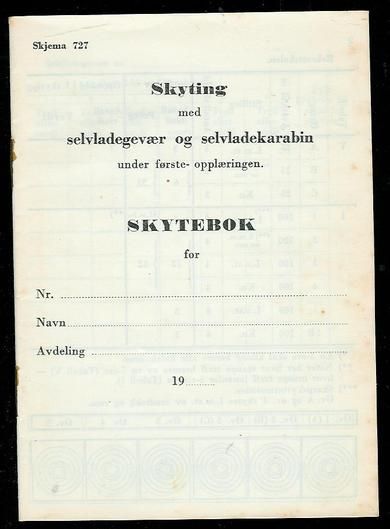 Skjema 727
Skyting
med
selvladegevær og selvladekarabin
under første- opplæringen.
SKYTEBOK
for
Nr.
Navn
Avdeling
19